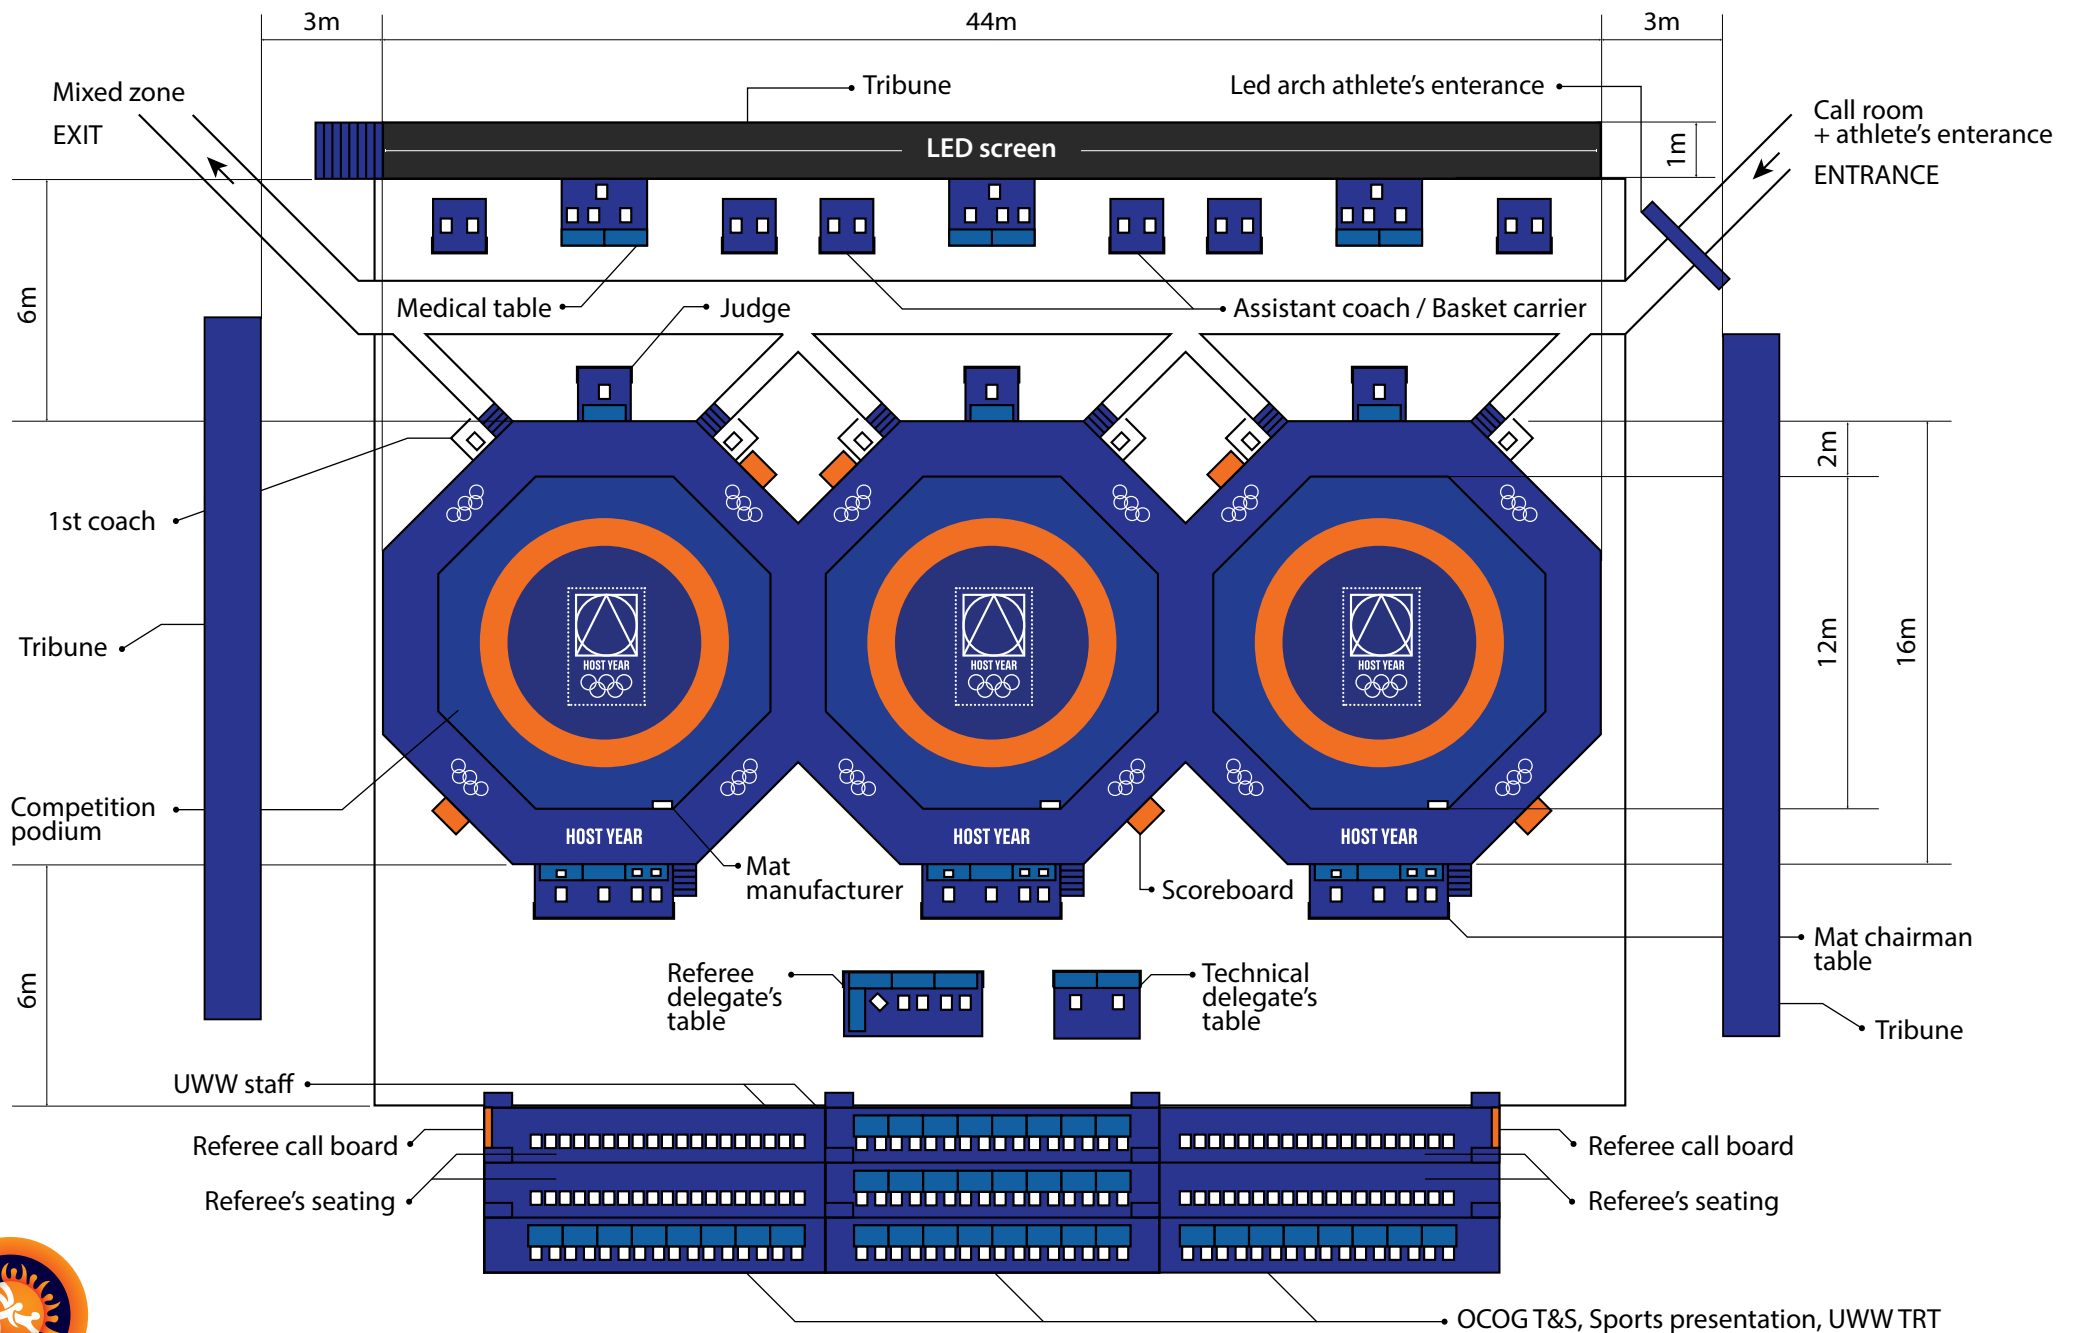 3m
44m
3m
Mixed zone
EXIT
Tribune
Led arch athlete's enterance
Call room
+ athlete's enterance
ENTRANCE
LED screen
1m
6m
Medical table
Judge
Assistant coach / Basket carrier
2m
1st coach
HOST YEAR
HOST YEAR
HOST YEAR
12m
16m
Tribune
Competition
podium
HOST YEAR
HOST YEAR
HOST YEAR
Mat
manufacturer
Scoreboard
Mat chairman
table
6m
Referee
delegate's
table
Technical
delegate's
table
Tribune
UWW staff
Referee call board
Referee call board
Referee's seating
Referee's seating
OCOG T&S, Sports presentation, UWW TRT